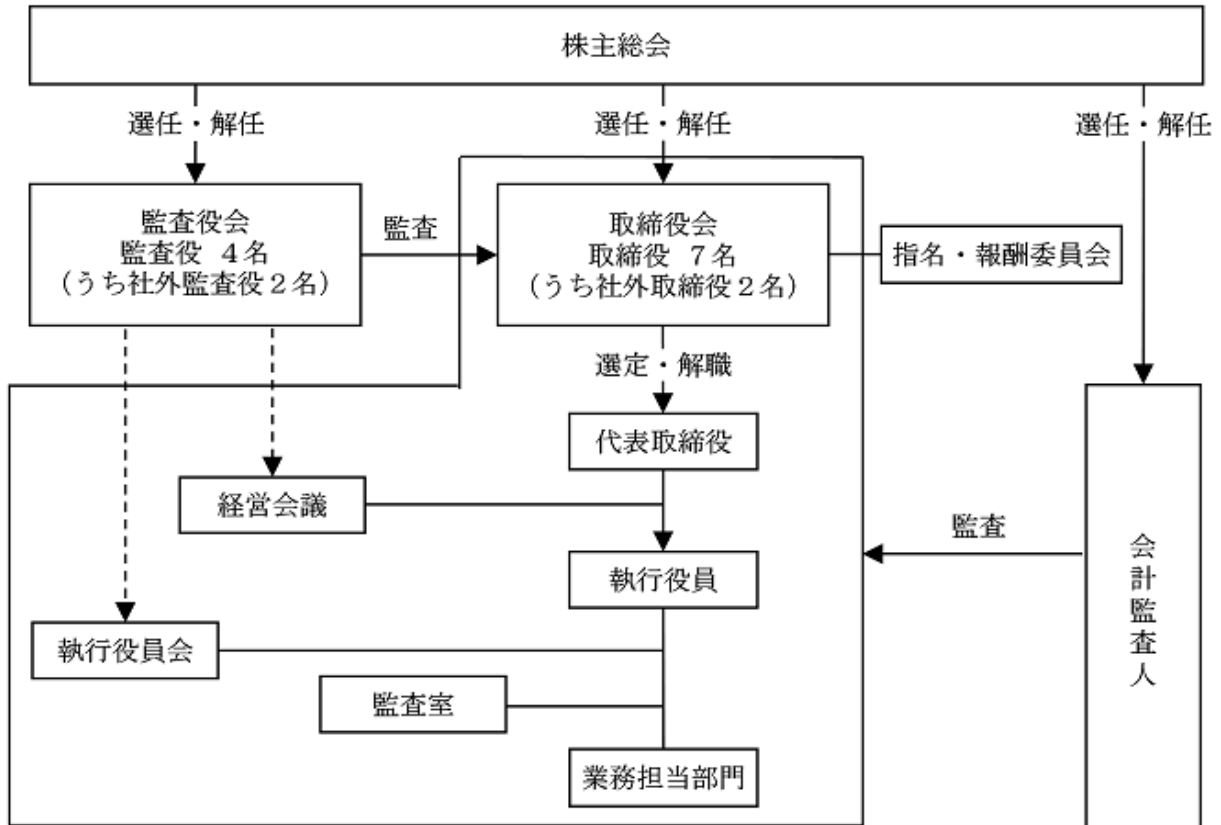 株主総会
選任・解任
選任・解任
選任・解任
監査役会
監査役 4名
(うち社外監査役2名)
監査
取締役会
取締役 7名
(うち社外取締役2名)
指名・報酬委員会
選定・解職
代表取締役
経営会議
執行役員
監査
会計監査人
執行役員会
監査室
業務担当部門